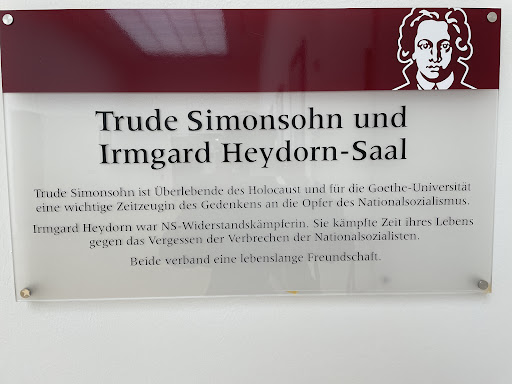 Trude Simonsohn und
Irmgard Heydorn-Saal
Trude Simonsohn ist Überlebende des Holocaust und für die Goethe-Universität
eine wichtige Zeitzeugin des Gedenkens an die Opfer des Nationalsozialismus.
Irmgard Heydorn war NS-Widerstandskämpferin. Sie kämpfte Zeit ihres Lebens
gegen das Vergessen der Verbrechen der Nationalsozialisten.
Beide verband eine lebenslange Freundschaft.